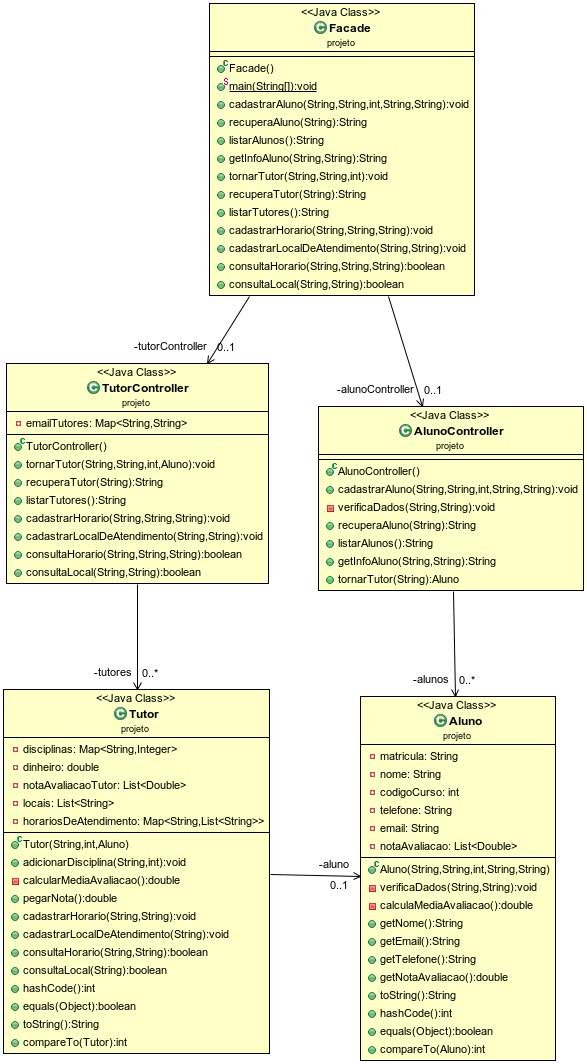 <<Java Class>>
Facade
projeto
Facade()
main(String[]):void
cadastrarAluno(String,String,int,String,String):void
recuperaAluno(String):String
listarAlunos():String
getInfoAluno(String,String):String
tornarTutor(String,String,int):void
recuperaTutor(String):String
listarTutores():String
cadastrarHorario(String,String,String):void
cadastrarLocalDeAtendimento(String,String):void
consultaHorario(String,String,String):boolean
consultaLocal(String,String):boolean
-tutorController
0..1
-alunoController
0..1
<<Java Class>>
TutorController
projeto
emailTutores: Map<String,String>
TutorController()
tornarTutor(String,String,int,Aluno):void
recuperaTutor(String):String
listarTutores():String
cadastrarHorario(String,String,String):void
cadastrarLocalDeAtendimento(String,String):void
consultaHorario(String,String,String):boolean
consultaLocal(String,String):boolean
<<Java Class>>
AlunoController
projeto
AlunoController()
cadastrarAluno(String,String,int,String,String):void
verificaDados(String,String):void
recuperaAluno(String):String
listarAlunos():String
getInfoAluno(String,String):String
tornarTutor(String):Aluno
-tutores
0..*
-alunos
0..*
<<Java Class>>
Tutor
projeto
disciplinas: Map<String,Integer>
dinheiro: double
notaAvaliacaoTutor: List<Double>
locais: List<String>
horariosDeAtendimento: Map<String,List<String>>
Tutor(String,int,Aluno)
adicionarDisciplina(String,int):void
calcularMediaAvaliacao():double
pegarNota():double
cadastrarHorario(String,String):void
cadastrarLocalDeAtendimento(String):void
consultaHorario(String,String):boolean
consultaLocal(String):boolean
hashCode():int
equals(Object):boolean
toString():String
compareTo(Tutor):int
-aluno
0..1
<<Java Class>>
Aluno
projeto
matricula: String
nome: String
codigoCurso: int
telefone: String
email: String
notaAvaliacao: List<Double>
Aluno(String,String,int,String,String)
verificaDados(String,String):void
calculaMediaAvaliacao():double
getNome():String
getEmail():String
getTelefone():String
getNotaAvaliacao():double
toString():String
hashCode():int
equals(Object):boolean
compareTo(Aluno):int